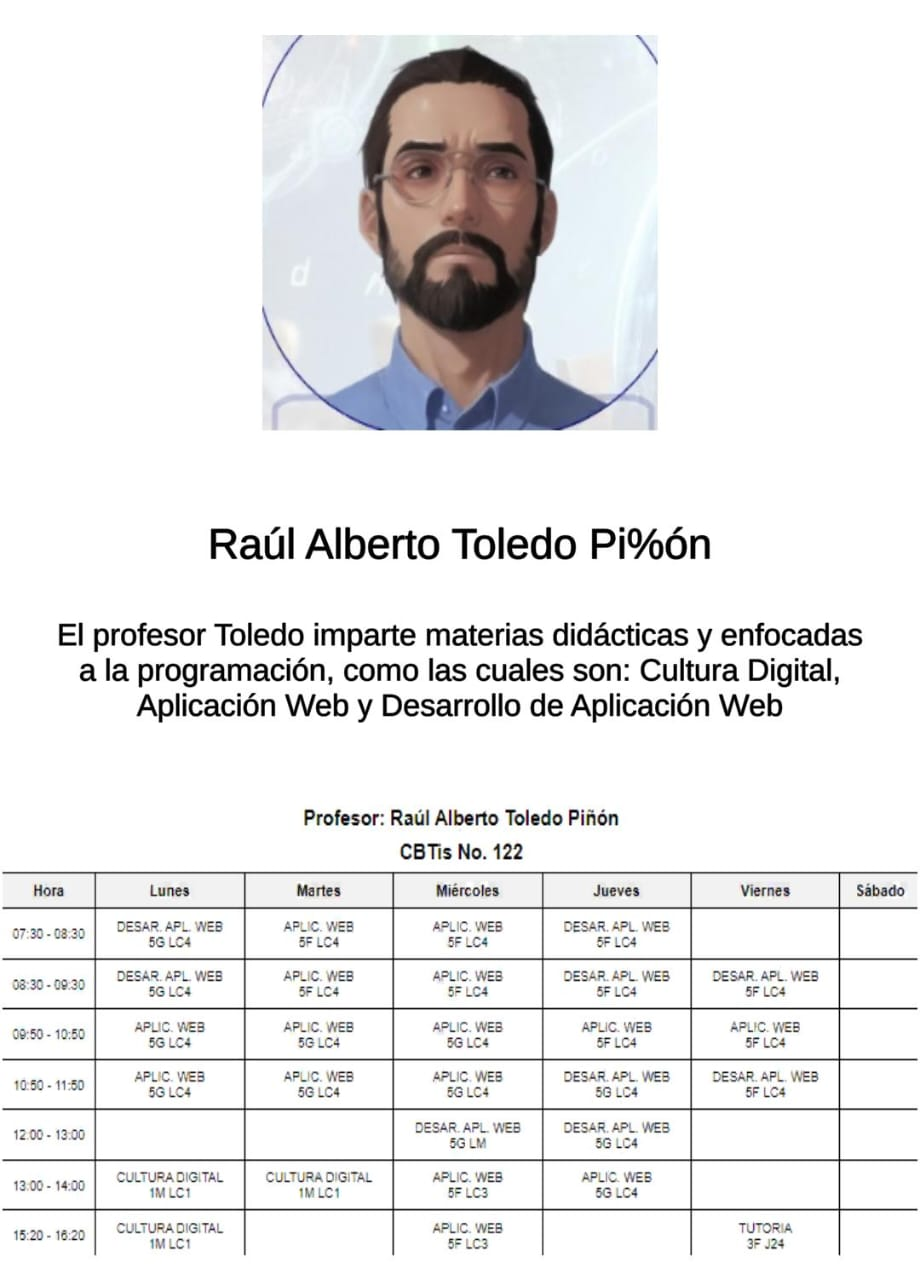 d
Raúl Alberto Toledo Pi%ón
El profesor Toledo imparte materias didácticas y enfocadas
a la programación, como las cuales son: Cultura Digital,
Aplicación Web y Desarrollo de Aplicación Web
Profesor: Raúl Alberto Toledo Piñón
CBTis No. 122
Hora Lunes Martes Miércoles Jueves Viernes Sábado
07:30 - 08:30 DESAR. APL. WEB APLIC. WEB APLIC. WEB DESAR. APL. WEB
5G LC4 5F LC4 5F LC4 5F LC4
08:30 - 09:30 DESAR. APL. WEB APLIC. WEB APLIC. WEB DESAR. APL. WEB DESAR. APL. WEB
5G LC4 5F LC4 5F LC4 5F LC4 5F LC4
09:50 - 10:50 APLIC. WEB APLIC. WEB APLIC. WEB APLIC. WEB APLIC. WEB
5G LC4 5G LC4 5G LC4 5F LC4 5F LC4
10:50 - 11:50 APLIC. WEB APLIC. WEB APLIC. WEB DESAR. APL. WEB DESAR. APL. WEB
5G LC4 5G LC4 5G LC4 5G LC4 5F LC4
12:00 - 13:00 DESAR. APL. WEB DESAR. APL. WEB
5G LM 5G LC4
13:00 - 14:00 CULTURA DIGITAL CULTURA DIGITAL APLIC. WEB APLIC. WEB
1M LC1 1M LC1 5F LC3 5G LC4
15:20 - 16:20 CULTURA DIGITAL APLIC. WEB TUTORIA
1M LC1 5F LC3 3F J24